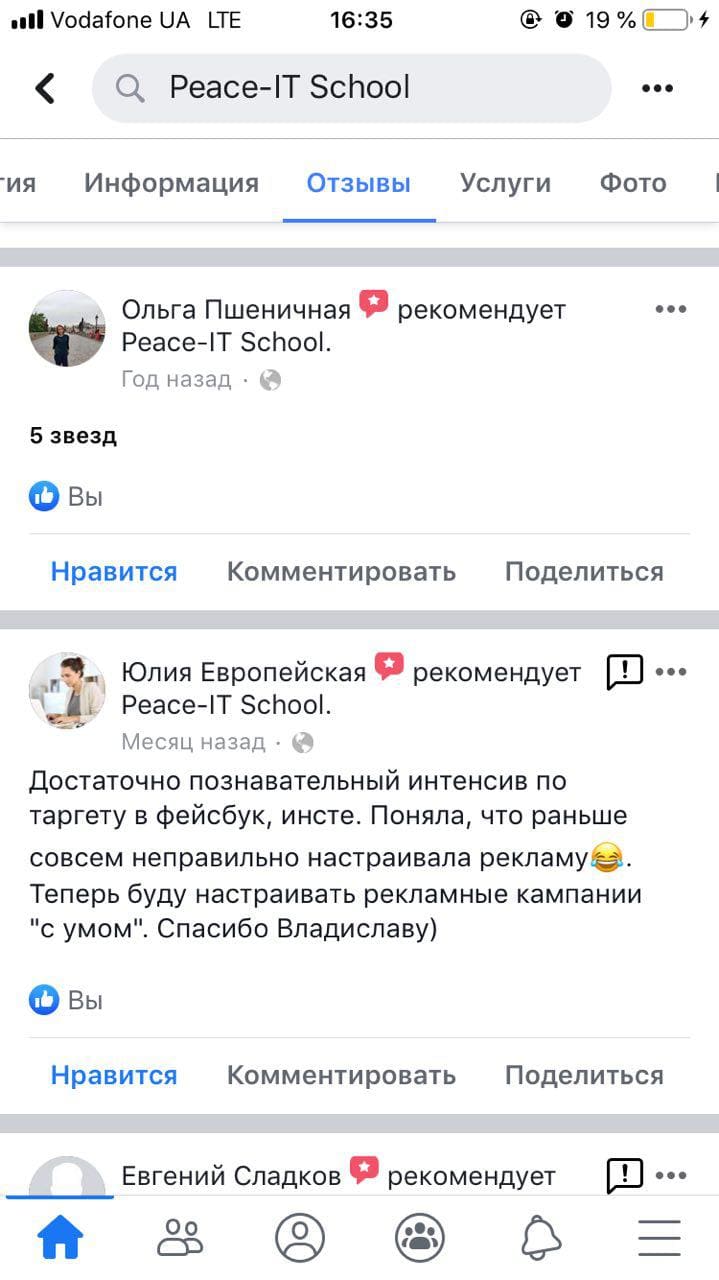 Vodafone UA LTE 16:35 19 %
Peace-IT School
гия Информация Отзывы Услуги Фото
Ольга Пшеничная рекомендует
Peace-IT School.
Год назад ·
5 звезд
Вы
Нравится Комментировать Поделиться
Юлия Европейская рекомендует
Peace-IT School.
Месяц назад ·
Достаточно познавательный интенсив по
таргету в фейсбук, инсте. Поняла, что раньше
совсем неправильно настраивала рекламу😂.
Теперь буду настраивать рекламные кампании
"с умом". Спасибо Владиславу)
Вы
Нравится Комментировать Поделиться
Евгений Сладков рекомендует